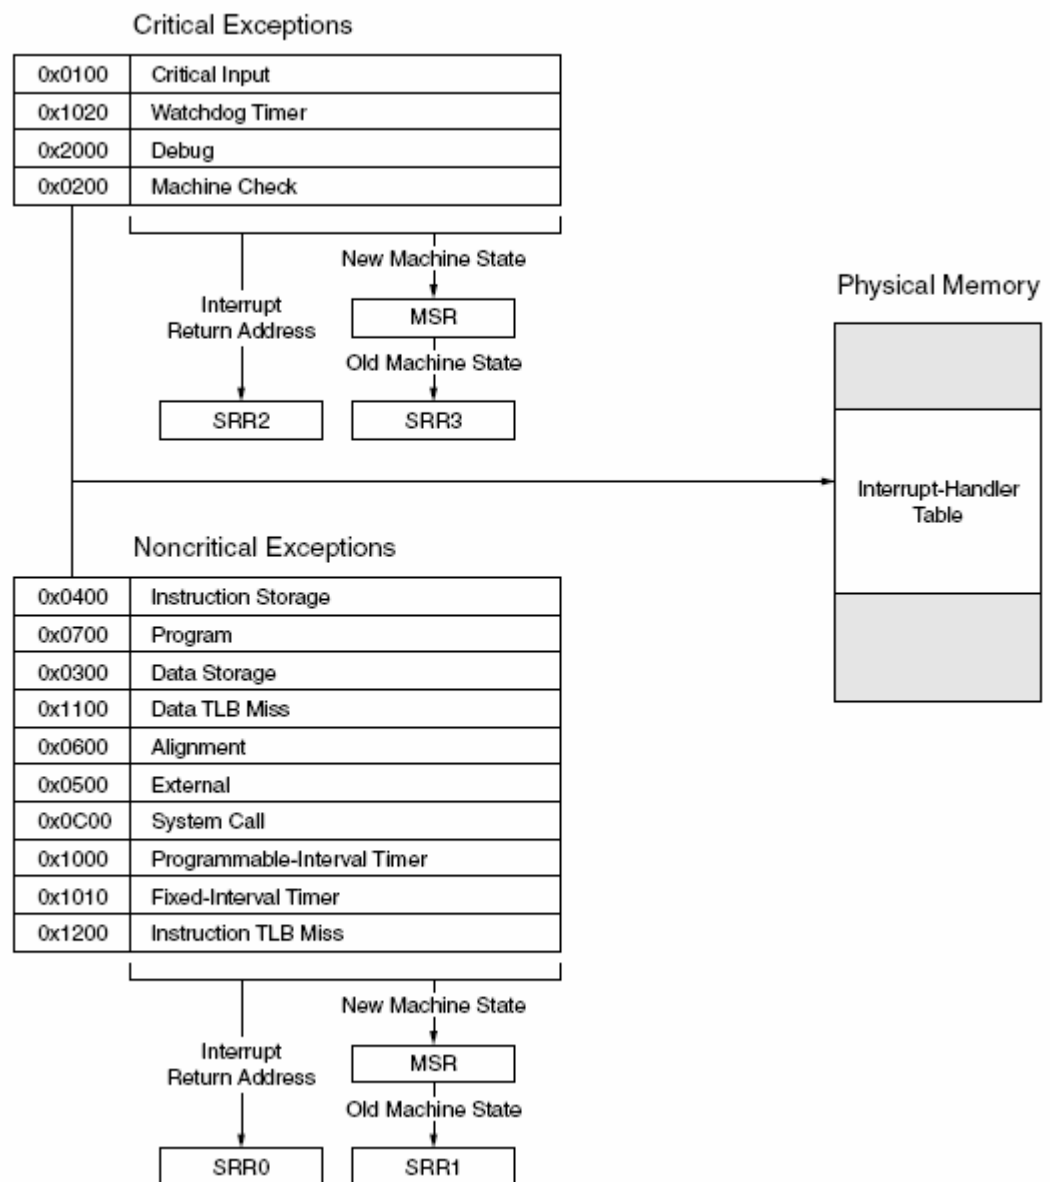 Critical Exceptions
0x0100 Critical Input
0x1020 Watchdog Timer
0x2000 Debug
0x0200 Machine Check
New Machine State
Interrupt
Return Address
MSR
Old Machine State
SRR2 SRR3
Physical Memory
Interrupt-Handler
Table
Noncritical Exceptions
0x0400 Instruction Storage
0x0700 Program
0x0300 Data Storage
0x1100 Data TLB Miss
0x0600 Alignment
0x0500 External
0x0C00 System Call
0x1000 Programmable-Interval Timer
0x1010 Fixed-Interval Timer
0x1200 Instruction TLB Miss
New Machine State
Interrupt
Return Address
MSR
Old Machine State
SRR0 SRR1